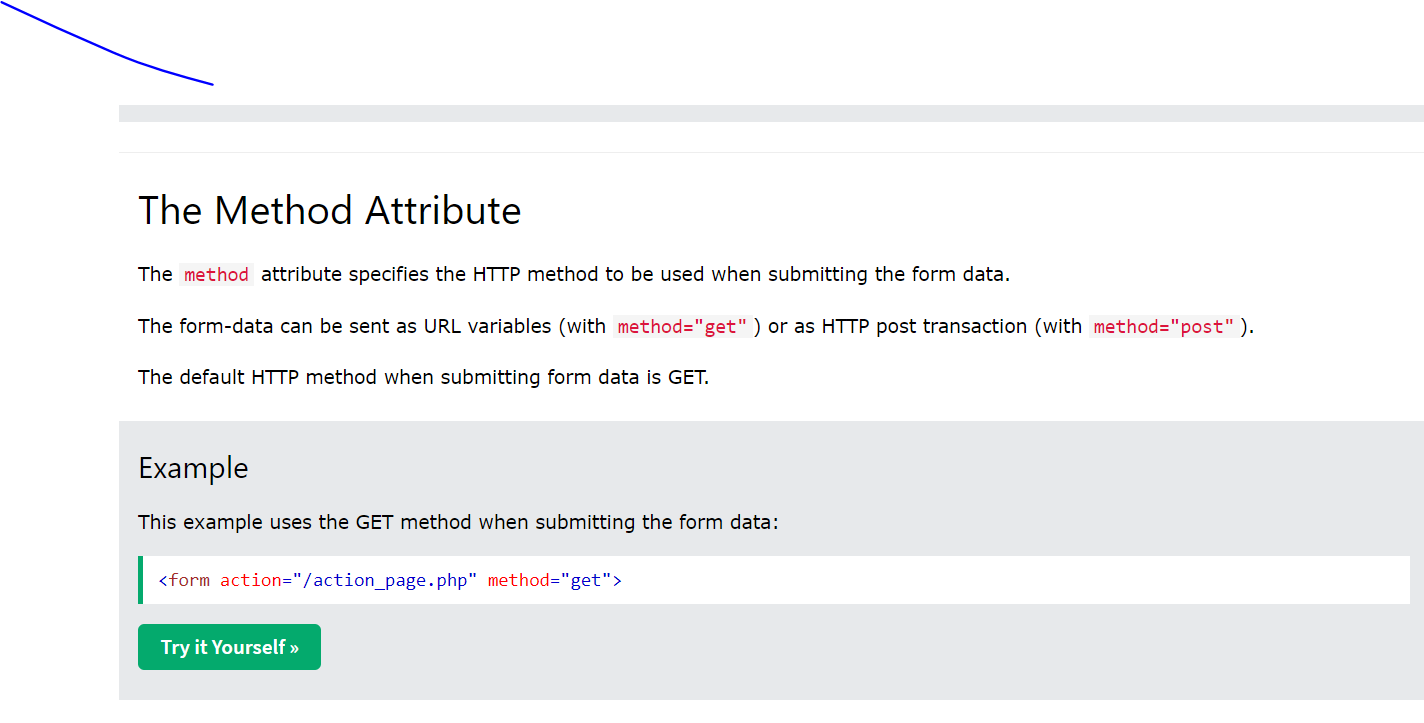 The Method Attribute
The method attribute specifies the HTTP method to be used when submitting the form data.
The form-data can be sent as URL variables (with method="get" ) or as HTTP post transaction (with method="post" ).
The default HTTP method when submitting form data is GET.
Example
This example uses the GET method when submitting the form data:
<form action="/action_page.php" method="get">
Try it Yourself »